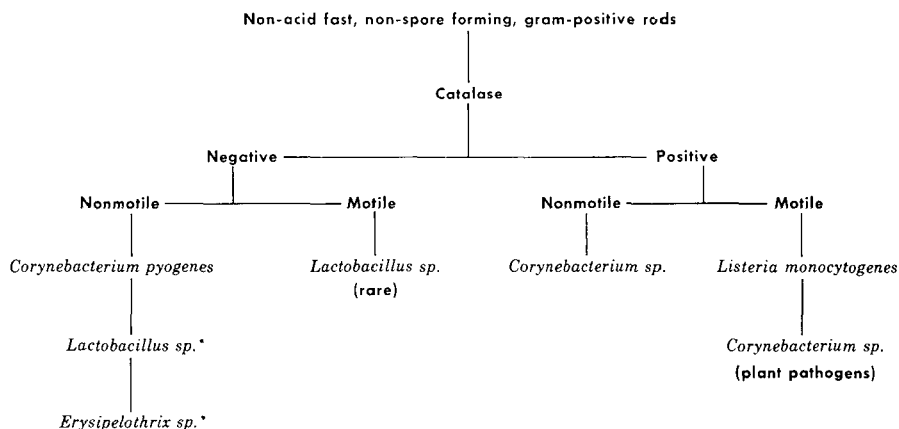 Non-acid fast, non-spore forming, gram-positive rods
Catalase
Negative
Positive
Nonmotile
Motile
Nonmotile
Motile
Corynebacterium pyogenes
Lactobacillus sp.
(rare)
Corynebacterium sp.
Listeria monocytogenes
Lactobacillus sp.*
Corynebacterium sp.
(plant pathogens)
Erysipelothrix sp.*